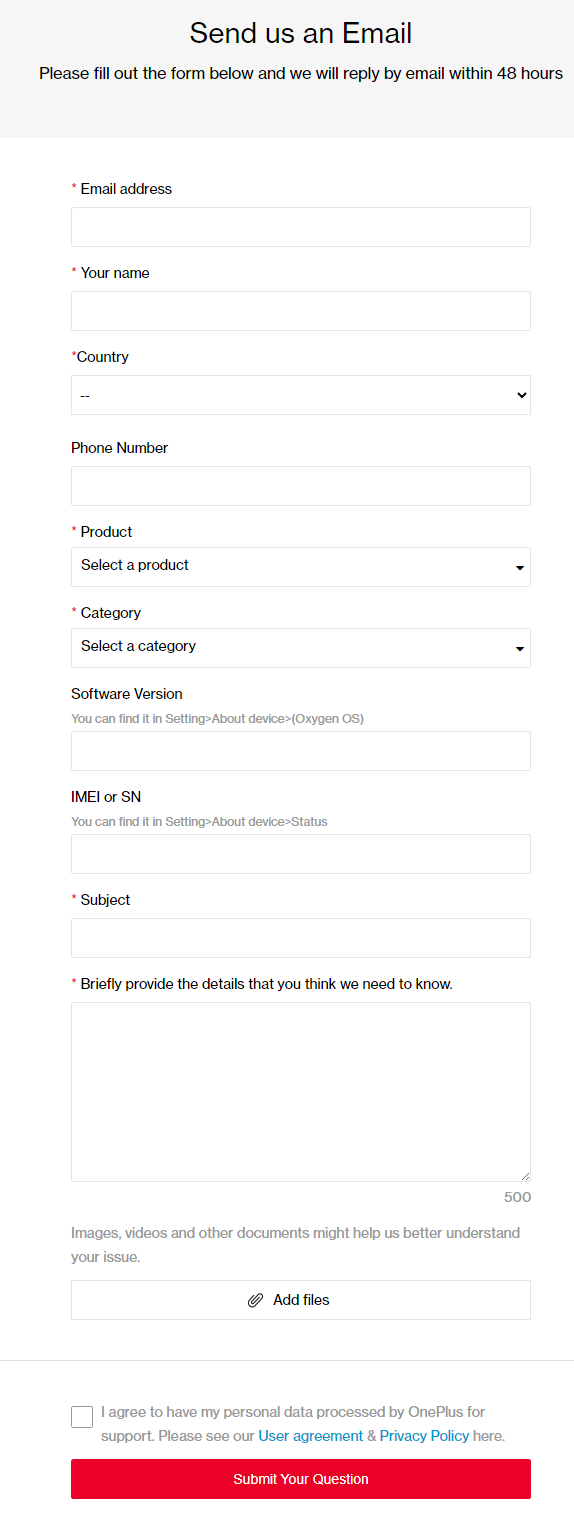 Send us an Email
Please fill out the form below and we will reply by email within 48 hours
* Email address
* Your name
*Country
--
Phone Number
* Product
Select a product
* Category
Select a category
Software Version
You can find it in Setting>About device>(Oxygen OS)
IMEI or SN
You can find it in Setting>About device>Status
* Subject
* Briefly provide the details that you think we need to know.
500
Images, videos and other documents might help us better understand
your issue.
Add files
I agree to have my personal data processed by OnePlus for
support. Please see our User agreement & Privacy Policy here.
Submit Your Question